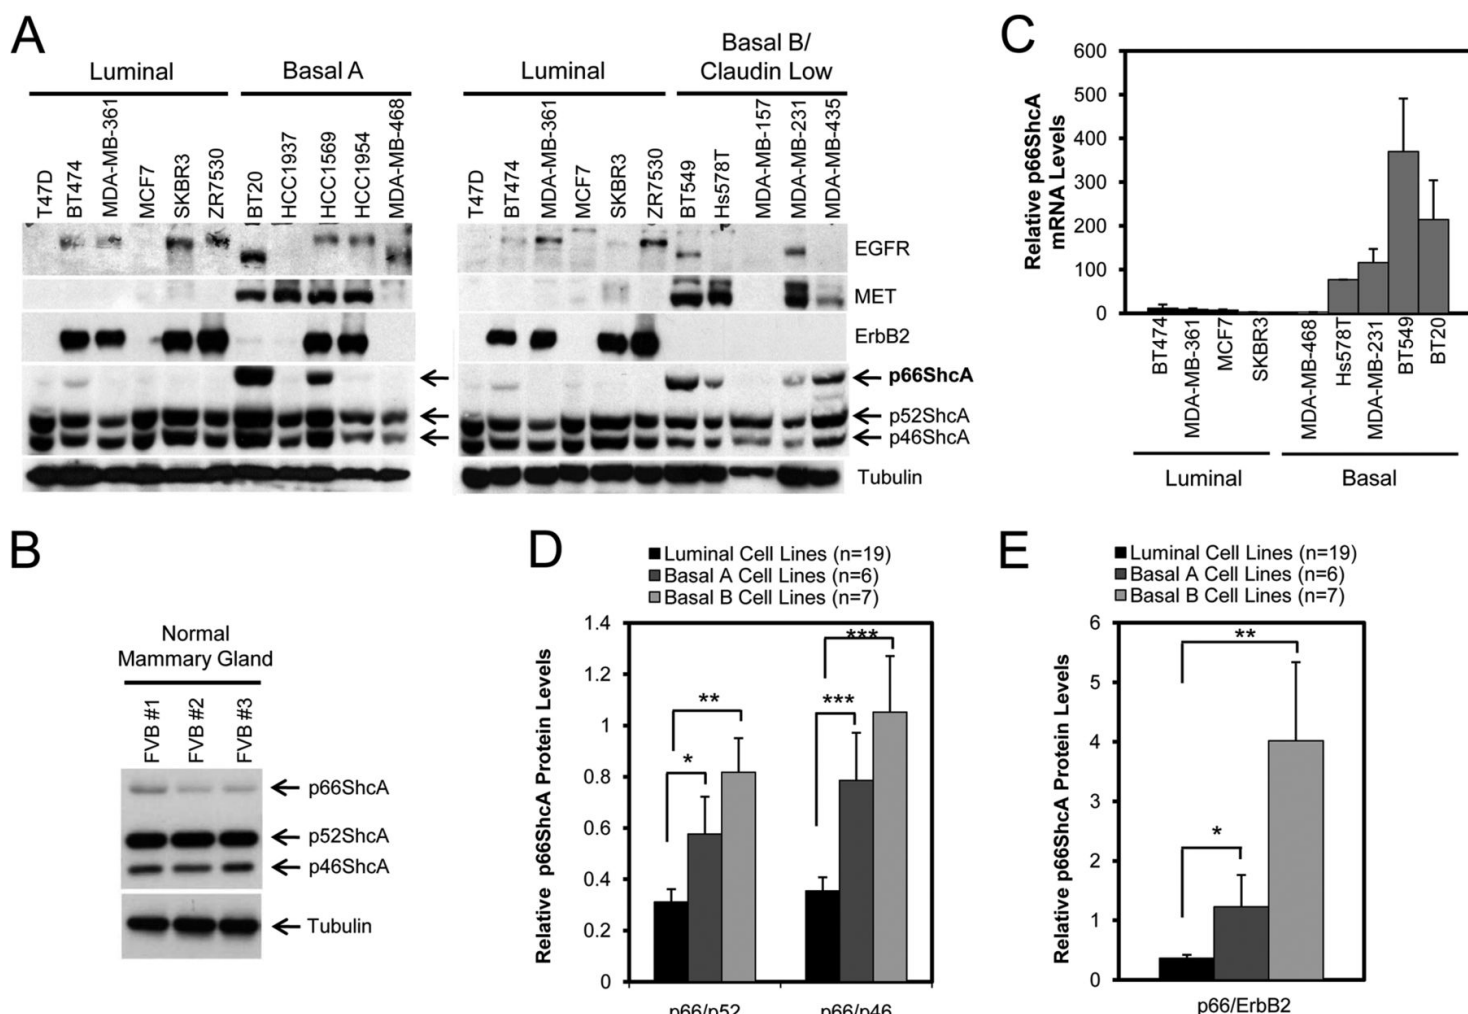 A
Luminal
Basal A
Luminal
Basal B/
Claudin Low
T47D
BT474
MDA-MB-361
MCF7
SKBR3
ZR7530
BT20
HCC1937
HCC1569
HCC1954
MDA-MB-468
T47D
BT474
MDA-MB-361
MCF7
SKBR3
ZR7530
BT549
Hs578T
MDA-MB-157
MDA-MB-231
MDA-MB-435
EGFR
MET
ErbB2
p66ShcA
p52ShcA
p46ShcA
Tubulin
C
Relative p66ShcA
mRNA Levels
600
500
400
300
200
100
0
BT474
MDA-MB-361
MCF7
SKBR3
MDA-MB-468
Hs578T
MDA-MB-231
BT549
BT20
Luminal
Basal
B
Normal
Mammary Gland
FVB #1
FVB #2
FVB #3
p66ShcA
p52ShcA
p46ShcA
Tubulin
D
Luminal Cell Lines (n=19)
Basal A Cell Lines (n=6)
Basal B Cell Lines (n=7)
Relative p66ShcA Protein Levels
1.4
1.2
1
0.8
0.6
0.4
0.2
0
*
**
***
***
p66/p52
p66/p46
E
Luminal Cell Lines (n=19)
Basal A Cell Lines (n=6)
Basal B Cell Lines (n=7)
Relative p66ShcA Protein Levels
6
5
4
3
2
1
0
*
**
p66/ErbB2